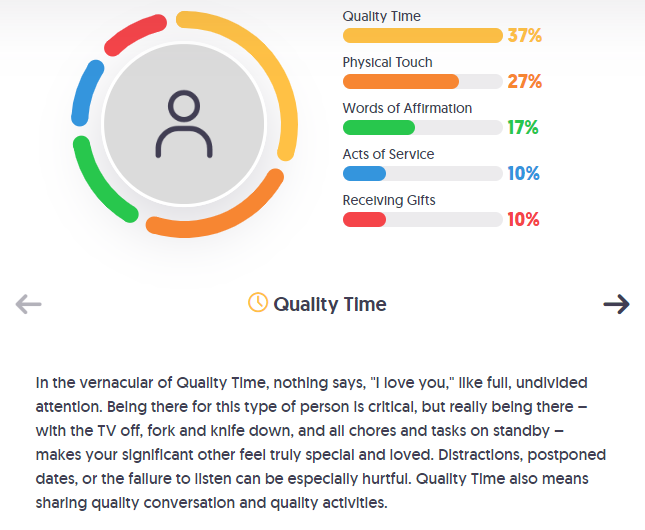 Quality Time
37%
Physical Touch
27%
Words of Affirmation
17%
Acts of Service
10%
Receiving Gifts
10%
Quality Time
In the vernacular of Quality Time, nothing says, "I love you," like full, undivided
attention. Being there for this type of person is critical, but really being there –
with the TV off, fork and knife down, and all chores and tasks on standby –
makes your significant other feel truly special and loved. Distractions, postponed
dates, or the failure to listen can be especially hurtful. Quality Time also means
sharing quality conversation and quality activities.